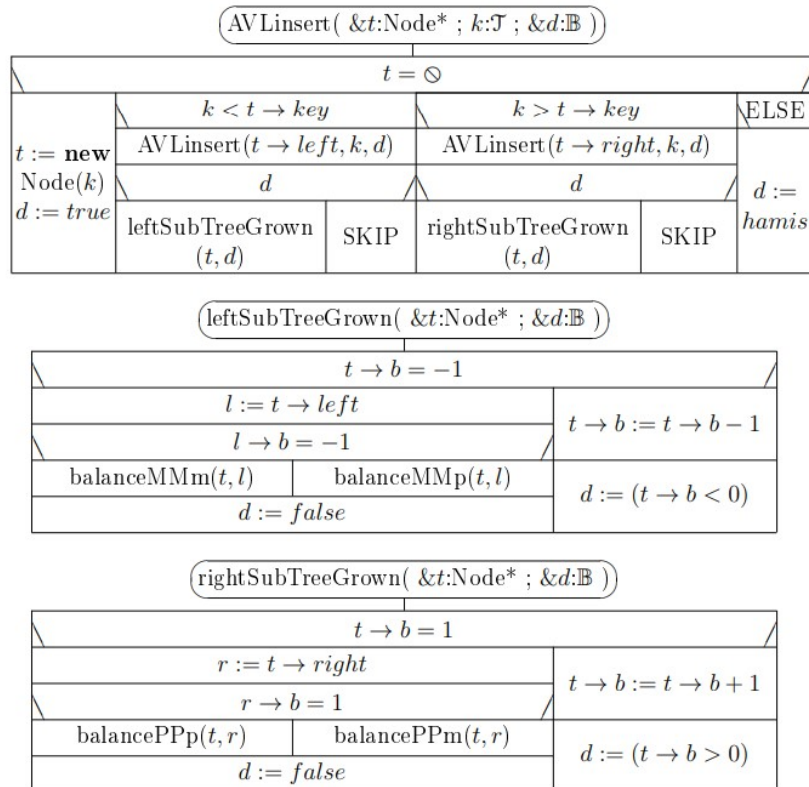 AVLinsert( &t:Node* ; k:𝒯 ; &d:𝔹 )
t = ⦸
k < t → key
k > t → key
ELSE
t := new
Node(k)
d := true
AVLinsert(t → left, k, d)
AVLinsert(t → right, k, d)
d
d
d :=
hamis
leftSubTreeGrown
(t, d)
SKIP
rightSubTreeGrown
(t, d)
SKIP
leftSubTreeGrown( &t:Node* ; &d:𝔹 )
t → b = −1
l := t → left
t → b := t → b − 1
l → b = −1
balanceMMm(t, l)
balanceMMp(t, l)
d := (t → b < 0)
d := false
rightSubTreeGrown( &t:Node* ; &d:𝔹 )
t → b = 1
r := t → right
t → b := t → b + 1
r → b = 1
balancePPp(t, r)
balancePPm(t, r)
d := (t → b > 0)
d := false